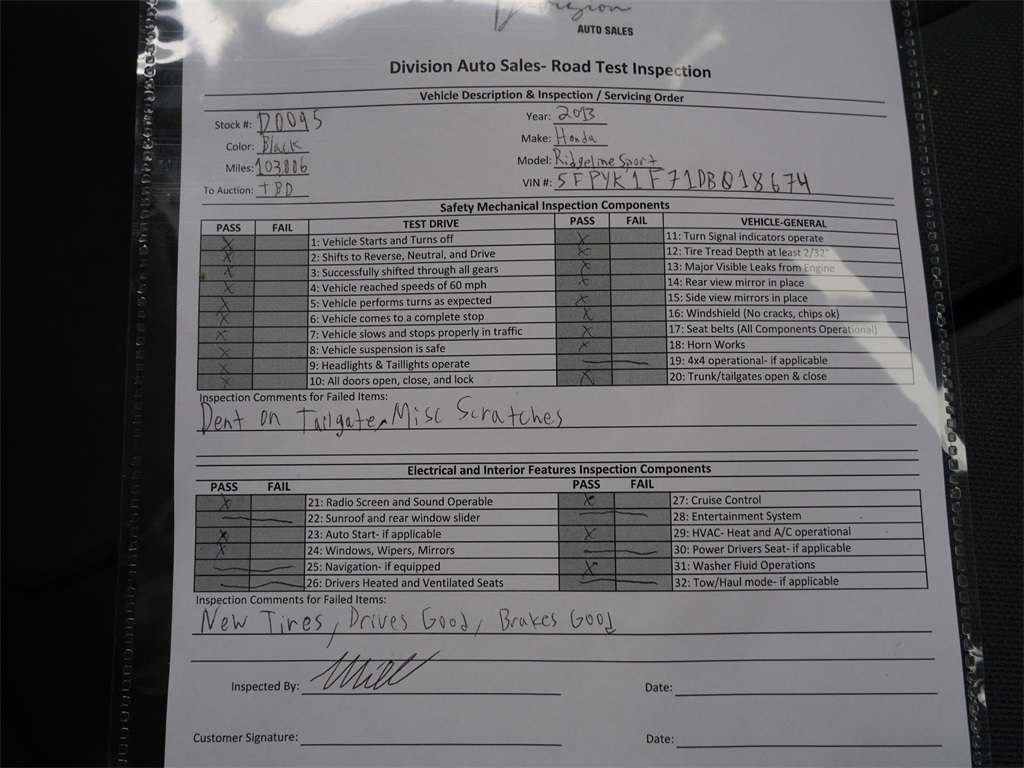 Division
AUTO SALES
Division Auto Sales- Road Test Inspection
Vehicle Description & Inspection / Servicing Order
Stock #: D0095 Year: 2013
Color: Black Make: Honda
Miles: 103,006 Model: Ridgeline Sport
To Auction: TBD VIN #: 5FPYK1F71DB018674
Safety Mechanical Inspection Components
PASS FAIL TEST DRIVE PASS FAIL VEHICLE-GENERAL
X 1: Vehicle Starts and Turns off X 11: Turn Signal indicators operate
X 2: Shifts to Reverse, Neutral, and Drive X 12: Tire Tread Depth at least 2/32"
X 3: Successfully shifted through all gears X 13: Major Visible Leaks from Engine
X 4: Vehicle reached speeds of 60 mph X 14: Rear view mirror in place
X 5: Vehicle performs turns as expected X 15: Side view mirrors in place
X 6: Vehicle comes to a complete stop X 16: Windshield (No cracks, chips ok)
X 7: Vehicle slows and stops properly in traffic X 17: Seat belts (All Components Operational)
X 8: Vehicle suspension is safe X 18: Horn Works
X 9: Headlights & Taillights operate 19: 4x4 operational- if applicable
X 10: All doors open, close, and lock X 20: Trunk/tailgates open & close
Inspection Comments for Failed Items:
Dent on Tailgate, Misc Scratches
Electrical and Interior Features Inspection Components
PASS FAIL PASS FAIL
X 21: Radio Screen and Sound Operable X 27: Cruise Control
22: Sunroof and rear window slider 28: Entertainment System
X 23: Auto Start- if applicable X 29: HVAC- Heat and A/C operational
X 24: Windows, Wipers, Mirrors 30: Power Drivers Seat- if applicable
25: Navigation- if equipped X 31: Washer Fluid Operations
26: Drivers Heated and Ventilated Seats 32: Tow/Haul mode- if applicable
Inspection Comments for Failed Items:
New Tires, Drives Good, Brakes Good
Inspected By: Date:
Customer Signature: Date: